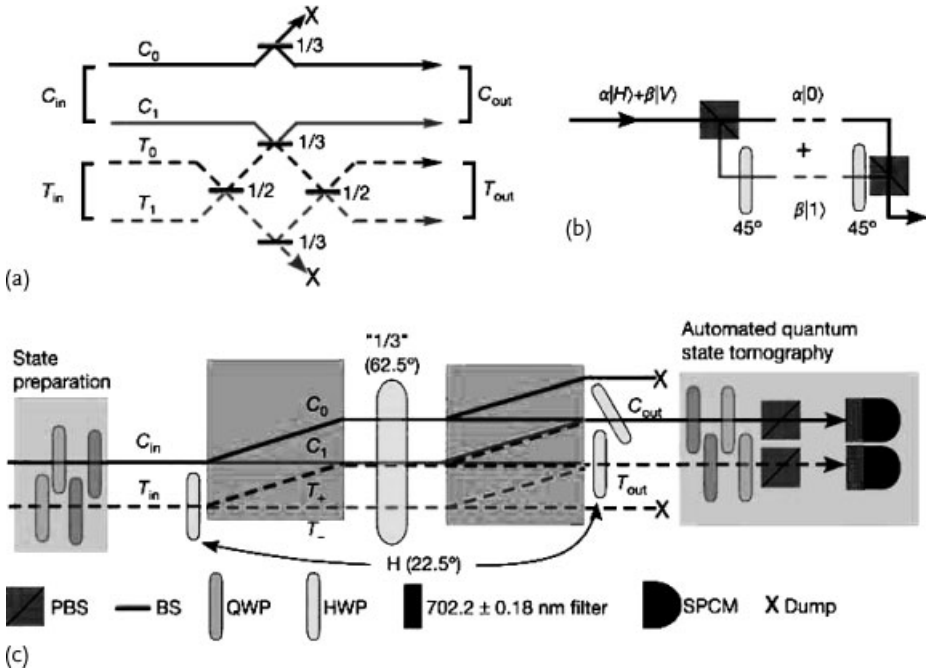 X
Dump
1/3
C0
Cin
Cout
C1
1/3
T0
Tin
1/2
1/2
Tout
T1
1/3
X
(a)
α|H⟩+β|V⟩
α|0⟩
+
β|1⟩
45°
45°
(b)
State
preparation
"1/3"
(62.5°)
Automated quantum
state tomography
X
C0
Cout
Cin
C1
Tin
T+
Tout
T−
X
H (22.5°)
PBS
BS
QWP
HWP
702.2 ± 0.18 nm filter
SPCM
X Dump
(c)